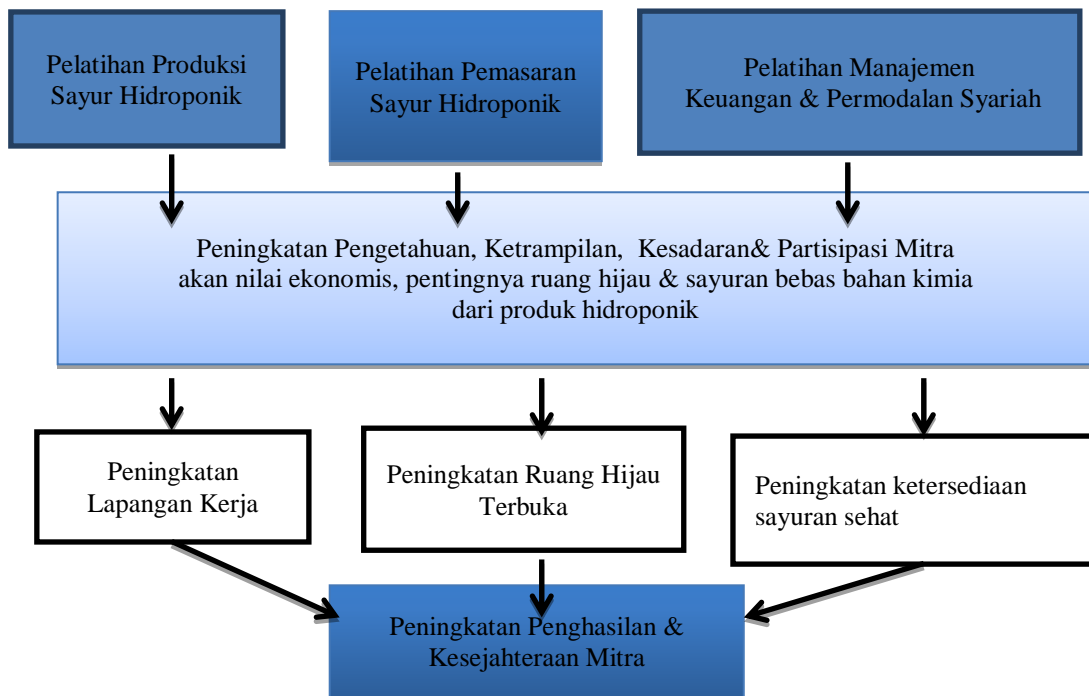 Pelatihan Produksi
Sayur Hidroponik
Pelatihan Pemasaran
Sayur Hidroponik
Pelatihan Manajemen
Keuangan & Permodalan Syariah
Peningkatan Pengetahuan, Ketrampilan, Kesadaran& Partisipasi Mitra
akan nilai ekonomis, pentingnya ruang hijau & sayuran bebas bahan kimia
dari produk hidroponik
Peningkatan
Lapangan Kerja
Peningkatan Ruang Hijau
Terbuka
Peningkatan ketersediaan
sayuran sehat
Peningkatan Penghasilan &
Kesejahteraan Mitra